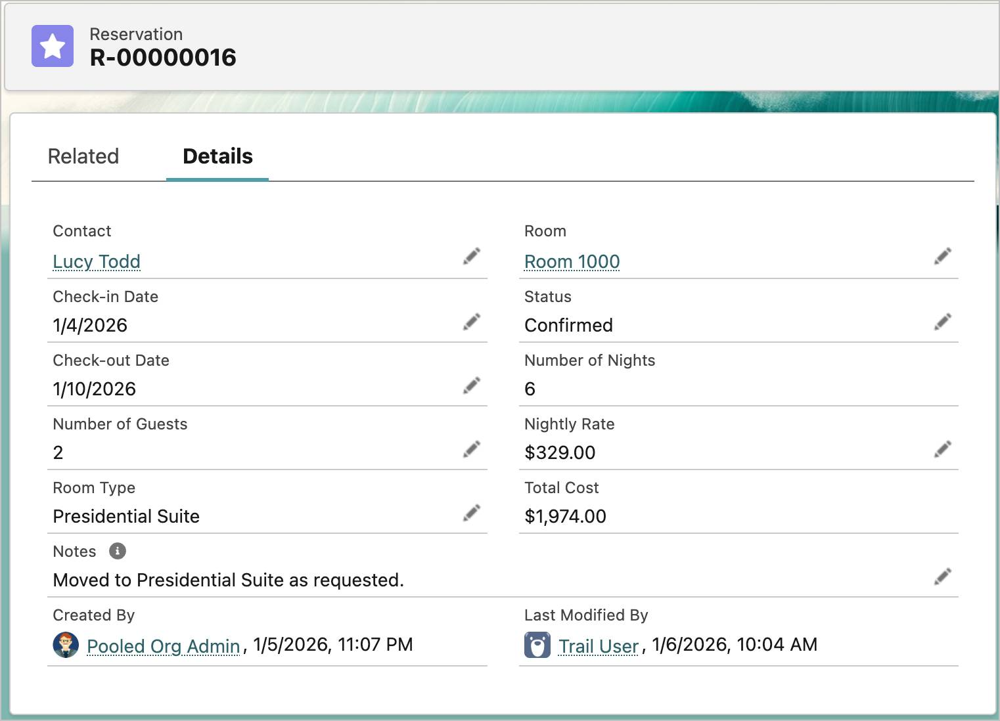 Reservation
R-00000016
Related Details
Contact
Lucy Todd
Room
Room 1000
Check-in Date
1/4/2026
Status
Confirmed
Check-out Date
1/10/2026
Number of Nights
6
Number of Guests
2
Nightly Rate
$329.00
Room Type
Presidential Suite
Total Cost
$1,974.00
Notes
Moved to Presidential Suite as requested.
Created By
Pooled Org Admin, 1/5/2026, 11:07 PM
Last Modified By
Trail User, 1/6/2026, 10:04 AM